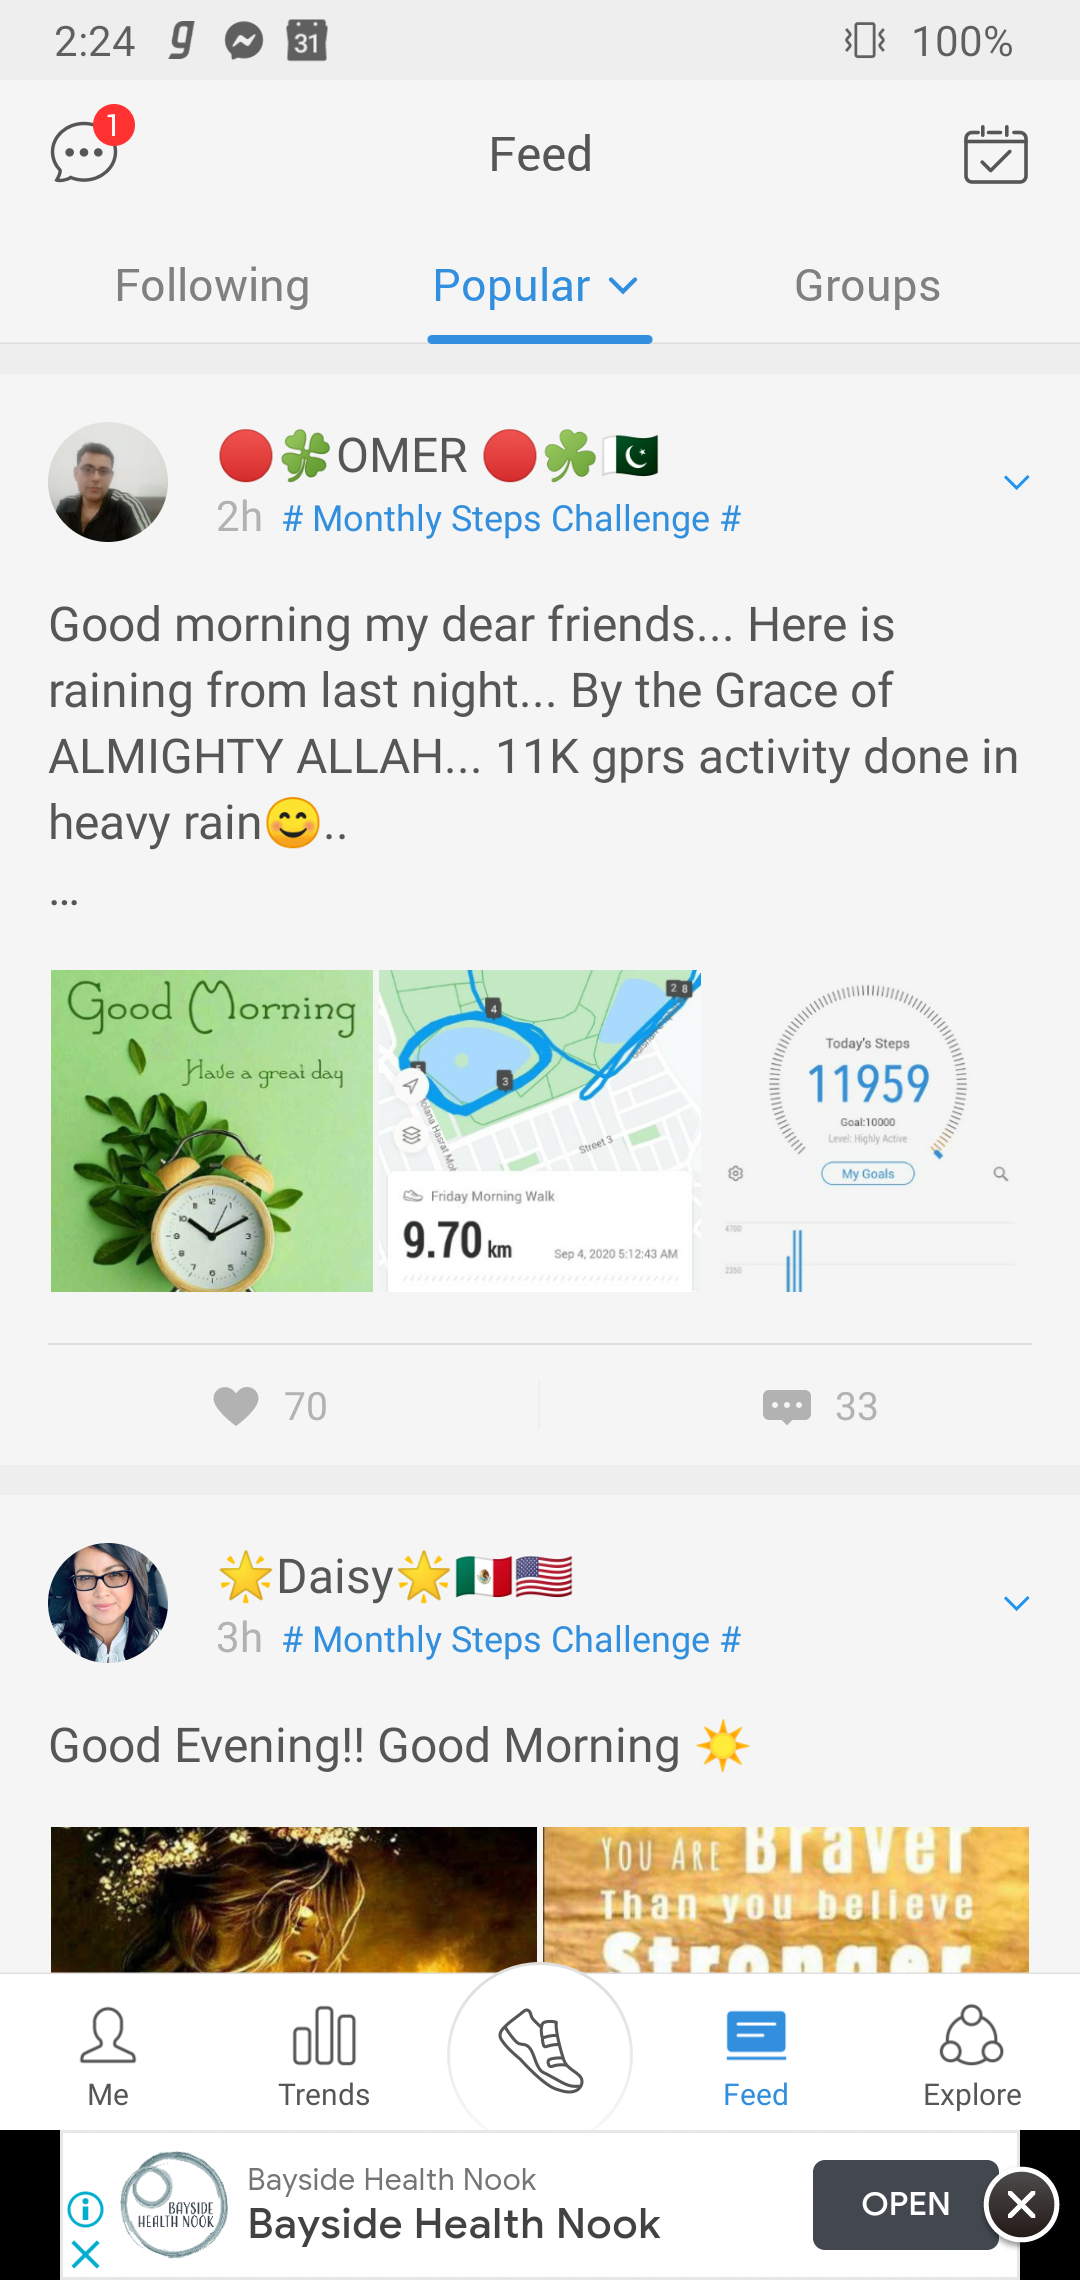 2:24 g 31 100%
1
Feed
Following Popular Groups
OMER
2h # Monthly Steps Challenge #
Good morning my dear friends... Here is
raining from last night... By the Grace of
ALMIGHTY ALLAH... 11K gprs activity done in
heavy rain😊..
...
Good Morning
Have a great day
4
2 8
5
3
Street 3
Friday Morning Walk
9.70 km
Sep 4, 2020 5:12:43 AM
Today's Steps
11959
Goal:10000
Level: Highly Active
My Goals
4700
2350
70 33
🌟Daisy🌟🇲🇽🇺🇸
3h # Monthly Steps Challenge #
Good Evening!! Good Morning ☀️
YOU ARE Braver
Than you believe
Stronger
Me Trends Feed Explore
BAYSIDE
HEALTH NOOK
Bayside Health Nook
Bayside Health Nook
OPEN